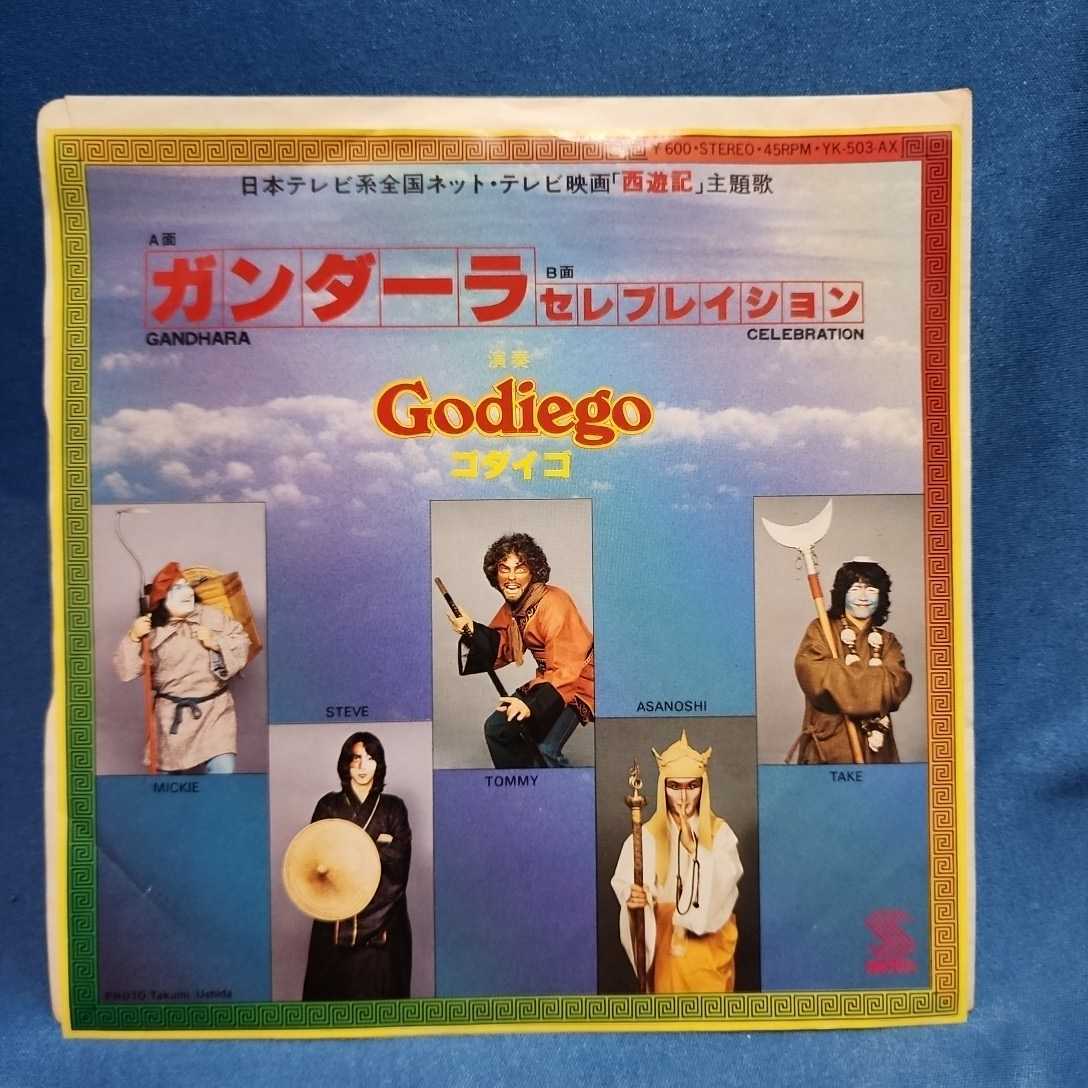 ¥600・STEREO・45RPM・YK-503-AX
日本テレビ系全国ネット・テレビ映画「西遊記」主題歌
A面
ガンダーラ
GANDHARA
B面
セレブレイション
CELEBRATION
演奏
Godiego
ゴダイゴ
MICKIE
STEVE
TOMMY
ASANOSHI
TAKE
PHOTO Takumi Uchida